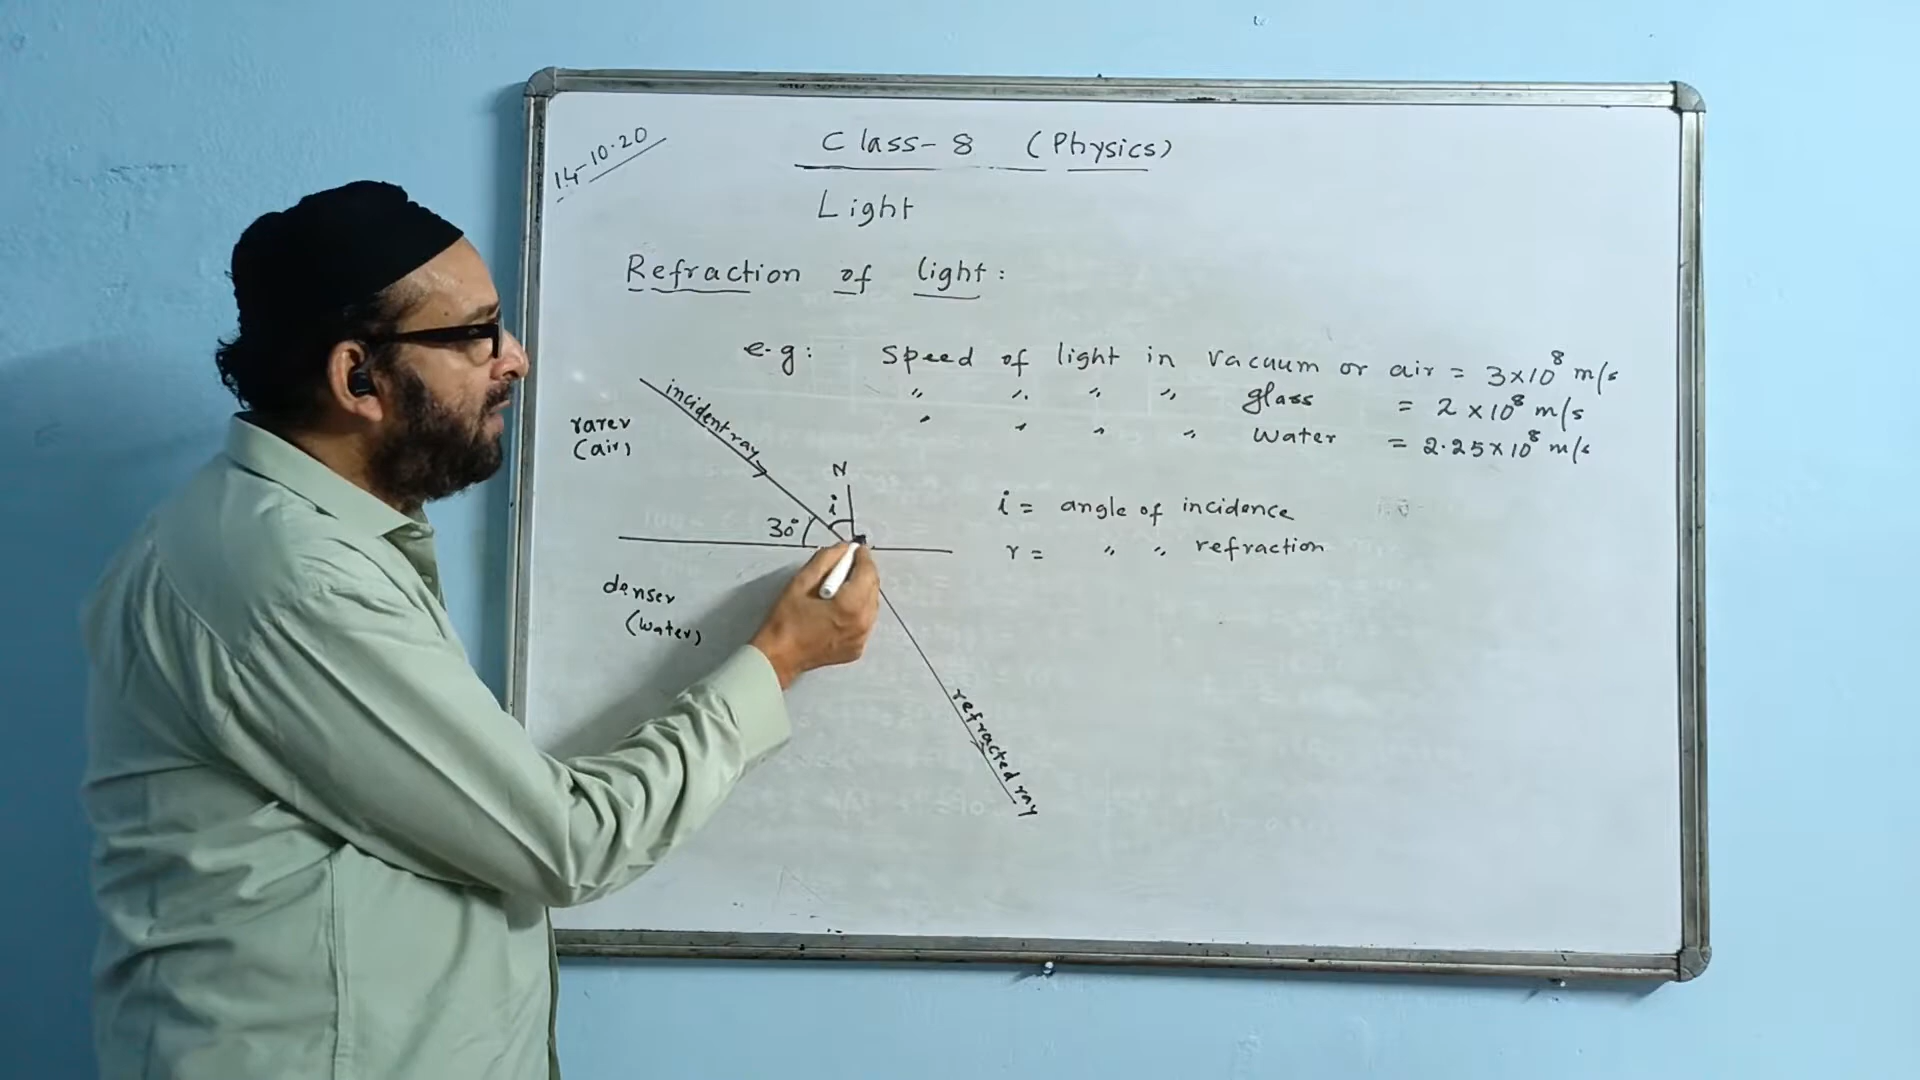 14-10-20
Class-8 (Physics)
Light
Refraction of light:
e.g: Speed of light in vacuum or air = 3×10⁸ m/s
" " " " glass = 2×10⁸ m/s
" " " " water = 2.25×10⁸ m/s
incident ray
rarer
(air)
N
i
30°
i = angle of incidence
r = " " refraction
denser
(water)
refracted ray